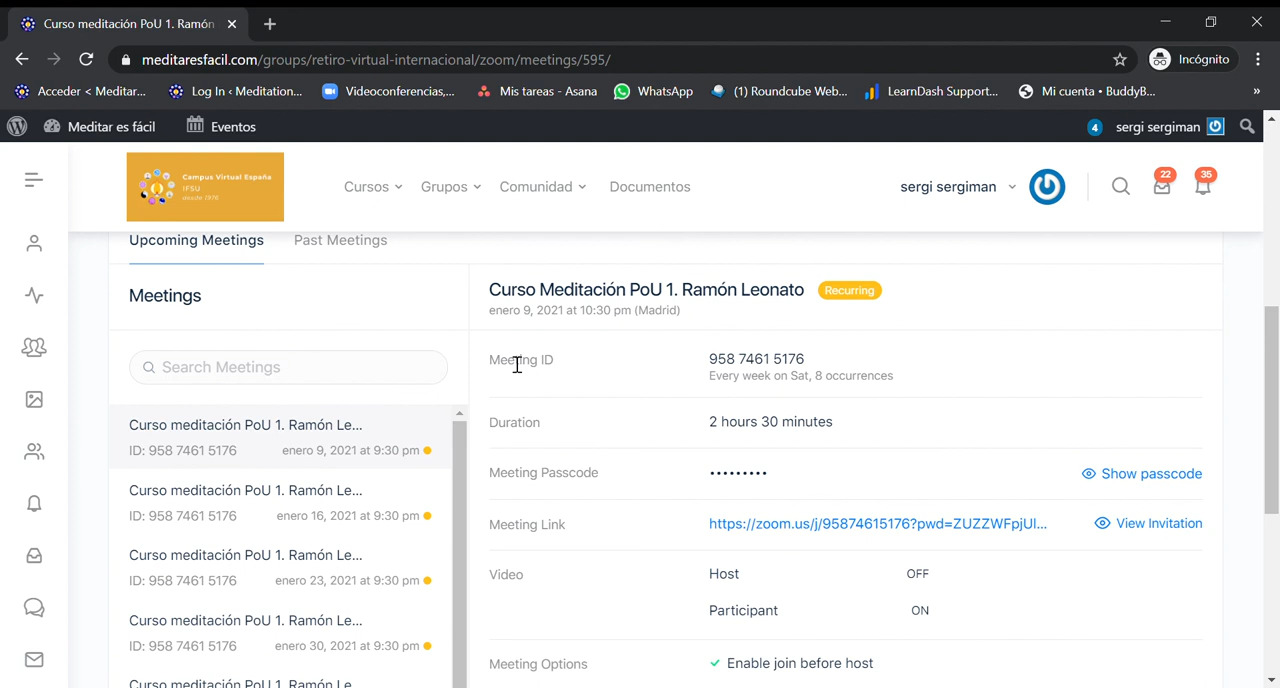 Curso meditación PoU 1. Ramón
meditaresfacil.com/groups/retiro-virtual-internacional/zoom/meetings/595/
Incógnito
Acceder < Meditar...
Log In ‹ Meditation...
Videoconferencias,...
Mis tareas - Asana
WhatsApp
(1) Roundcube Web...
LearnDash Support...
Mi cuenta • BuddyB...
»
Meditar es fácil
Eventos
4
sergi sergiman
Campus Virtual España
IFSU
desde 1976
Cursos
Grupos
Comunidad
Documentos
sergi sergiman
22
35
Upcoming Meetings
Past Meetings
Meetings
Search Meetings
Curso meditación PoU 1. Ramón Le...
ID: 958 7461 5176 enero 9, 2021 at 9:30 pm
Curso meditación PoU 1. Ramón Le...
ID: 958 7461 5176 enero 16, 2021 at 9:30 pm
Curso meditación PoU 1. Ramón Le...
ID: 958 7461 5176 enero 23, 2021 at 9:30 pm
Curso meditación PoU 1. Ramón Le...
ID: 958 7461 5176 enero 30, 2021 at 9:30 pm
Curso meditación PoU 1. Ramón Le
Curso Meditación PoU 1. Ramón Leonato Recurring
enero 9, 2021 at 10:30 pm (Madrid)
Meeting ID 958 7461 5176
Every week on Sat, 8 occurrences
Duration 2 hours 30 minutes
Meeting Passcode ••••••••• Show passcode
Meeting Link https://zoom.us/j/95874615176?pwd=ZUZZWFpjUl... View Invitation
Video Host OFF
Participant ON
Meeting Options Enable join before host